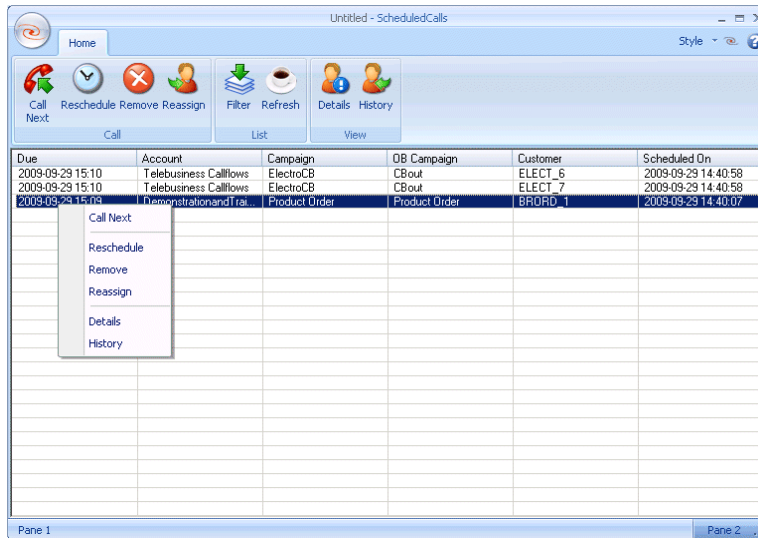 Untitled - ScheduledCalls
Home
Style
Call Next
Reschedule
Remove
Reassign
Filter
Refresh
Details
History
Call
List
View
Due Account Campaign OB Campaign Customer Scheduled On
2009-09-29 15:10 Telebusiness Callflows ElectroCB CBout ELECT_6 2009-09-29 14:40:58
2009-09-29 15:10 Telebusiness Callflows ElectroCB CBout ELECT_7 2009-09-29 14:40:58
2009-09-29 15:09 DemonstrationandTrai... Product Order Product Order BRORD_1 2009-09-29 14:40:07
Call Next
Reschedule
Remove
Reassign
Details
History
Pane 1
Pane 2